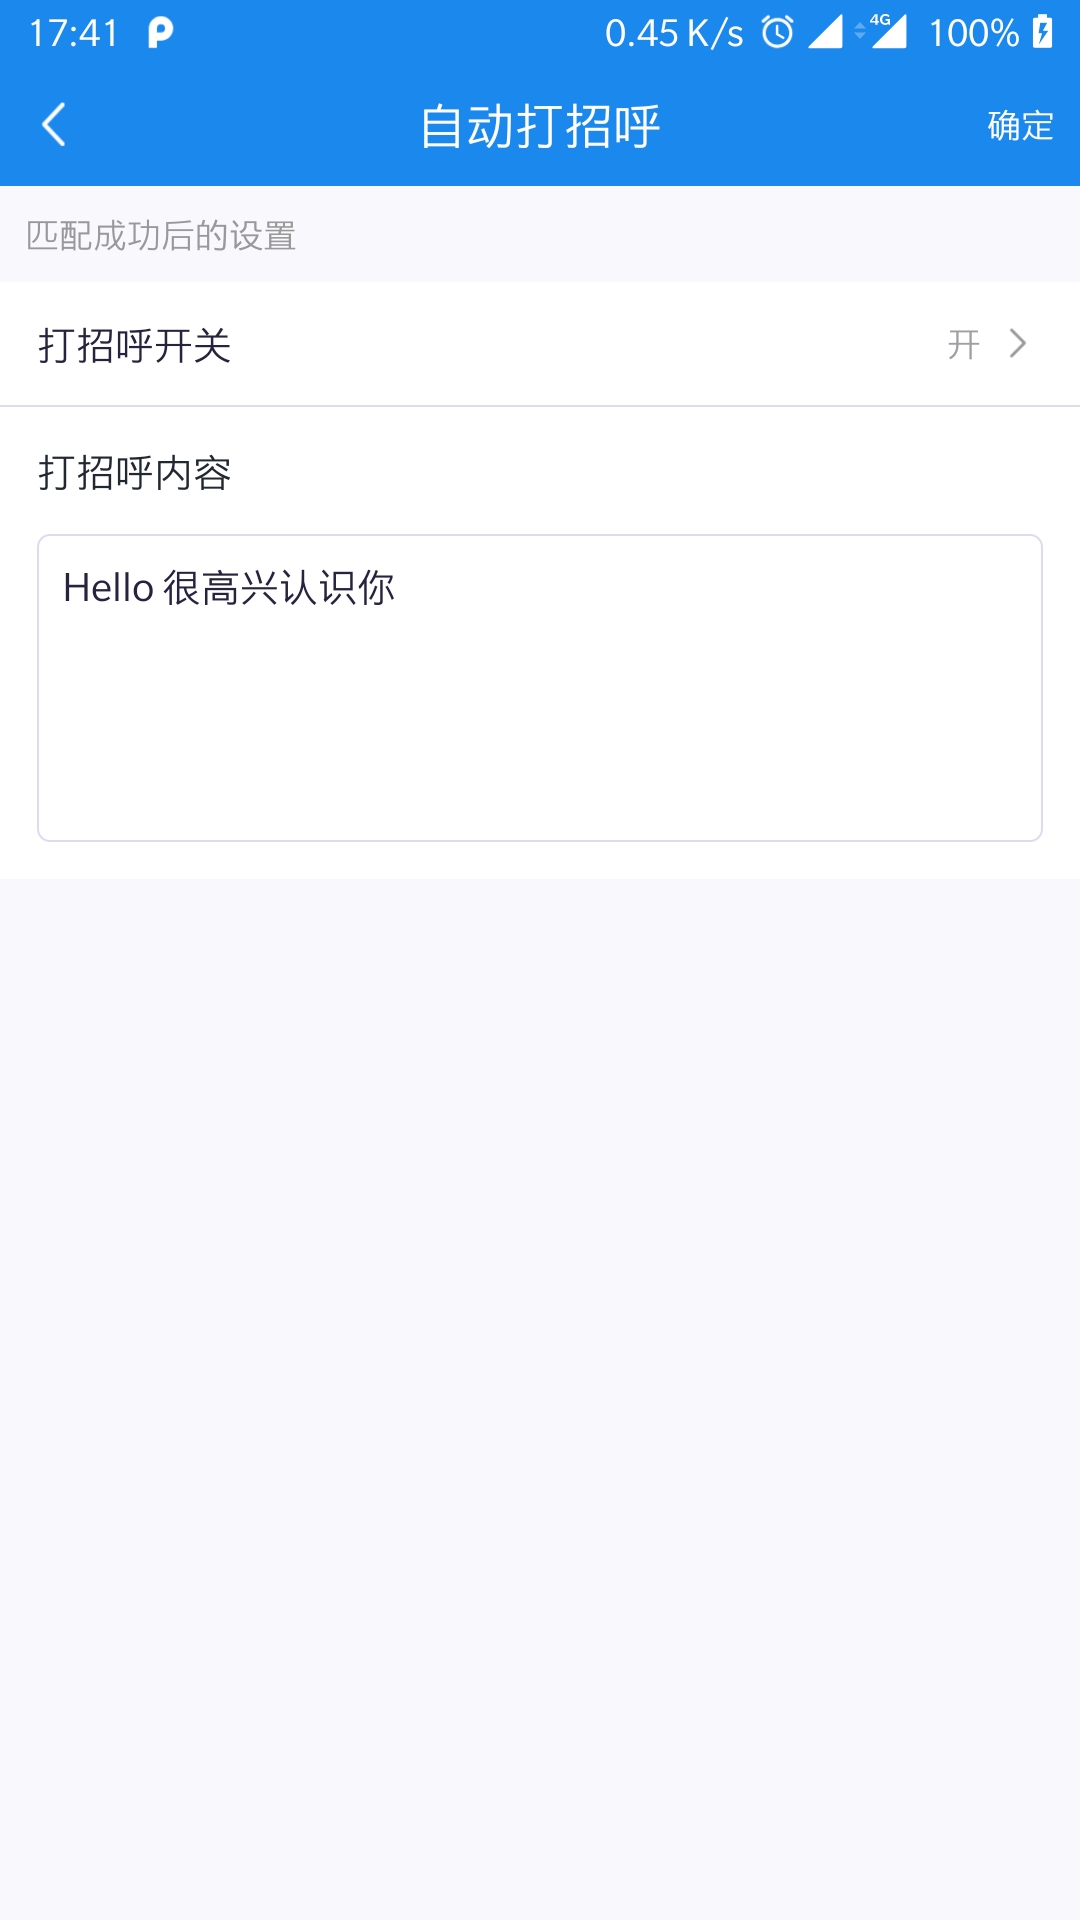 17:41 0.45 K/s 4G 100%
自动打招呼 确定
匹配成功后的设置
打招呼开关 开
打招呼内容
Hello 很高兴认识你